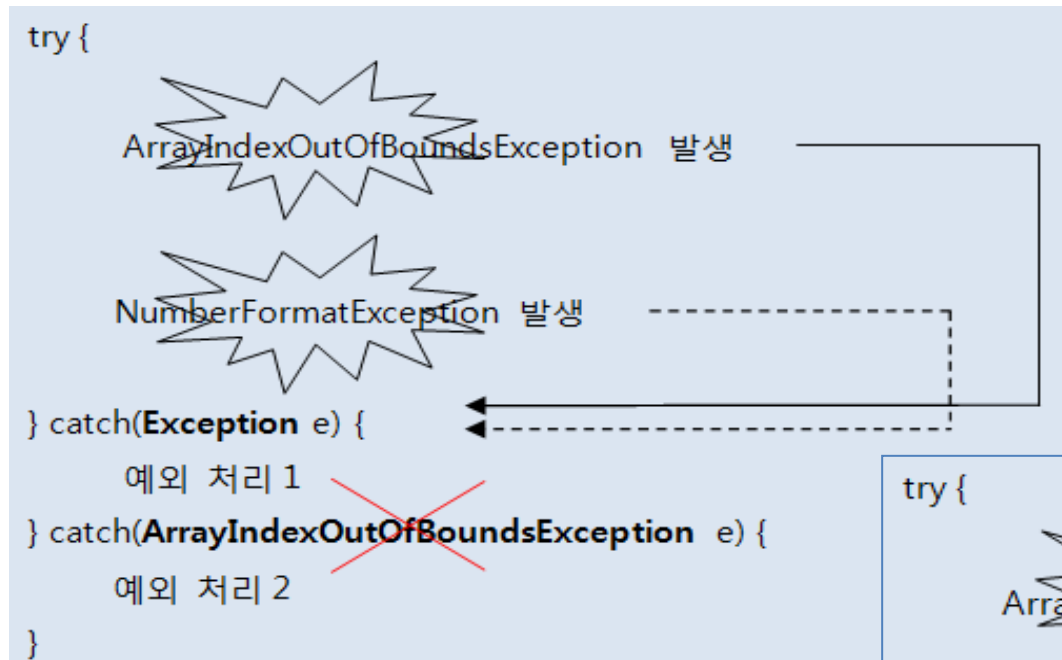 try {
ArrayIndexOutOfBoundsException 발생
NumberFormatException 발생
} catch(Exception e) {
예외 처리 1
} catch(ArrayIndexOutOfBoundsException e) {
예외 처리 2
}
try {